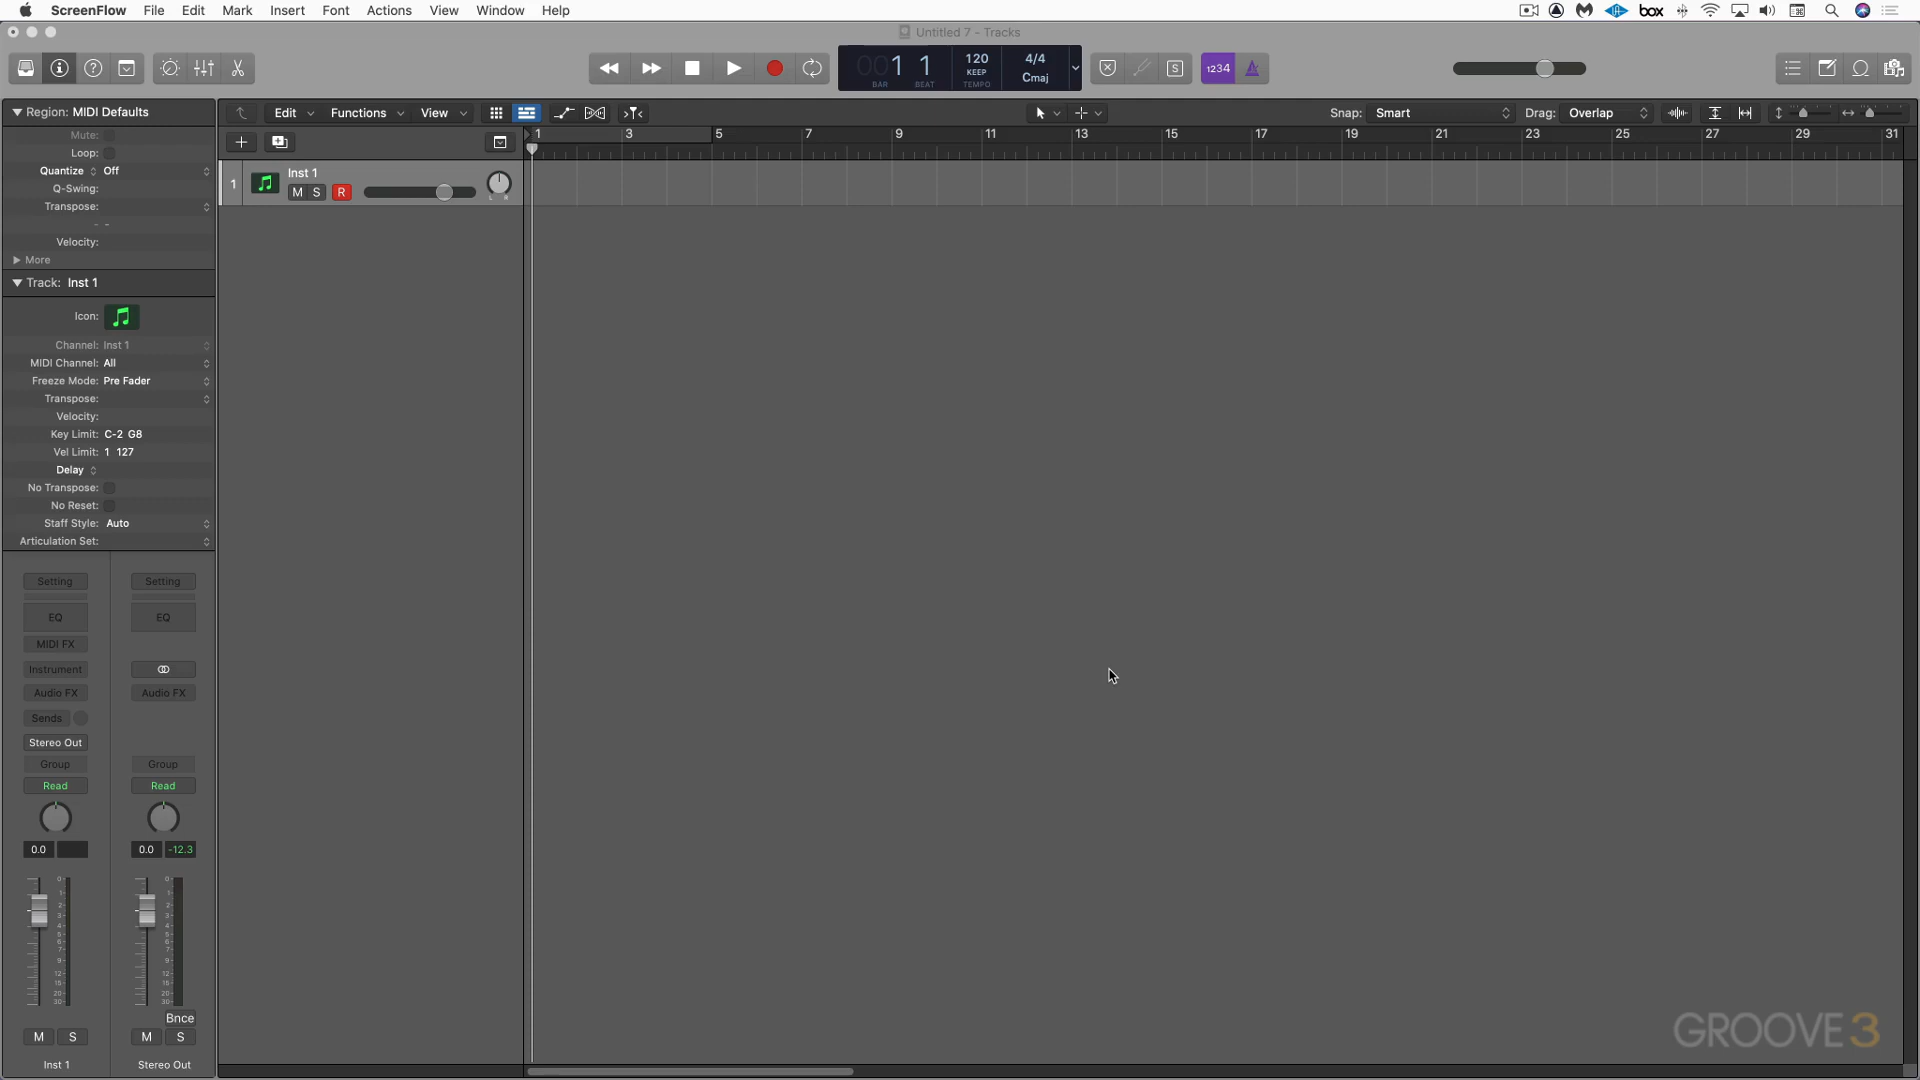 ScreenFlow File Edit Mark Insert Font Actions View Window Help
box
Untitled 7 - Tracks
1 1 120 4/4
KEEP Cmaj
BAR BEAT TEMPO
S 1234
Region: MIDI Defaults
Edit Functions View
Snap: Smart Drag: Overlap
1 3 5 7 9 11 13 15 17 19 21 23 25 27 29 31
Mute:
Loop:
Quantize Off
Q-Swing:
Transpose:
Velocity:
More
1 Inst 1
M S R
L R
Track: Inst 1
Icon:
Channel: Inst 1
MIDI Channel: All
Freeze Mode: Pre Fader
Transpose:
Velocity:
Key Limit: C-2 G8
Vel Limit: 1 127
Delay
No Transpose:
No Reset:
Staff Style: Auto
Articulation Set:
Setting Setting
EQ EQ
MIDI FX
Instrument
Audio FX Audio FX
Sends
Stereo Out
Group Group
Read Read
0.0 0.0 -12.3
Bnce
M S M S
Inst 1 Stereo Out
GROOVE 3